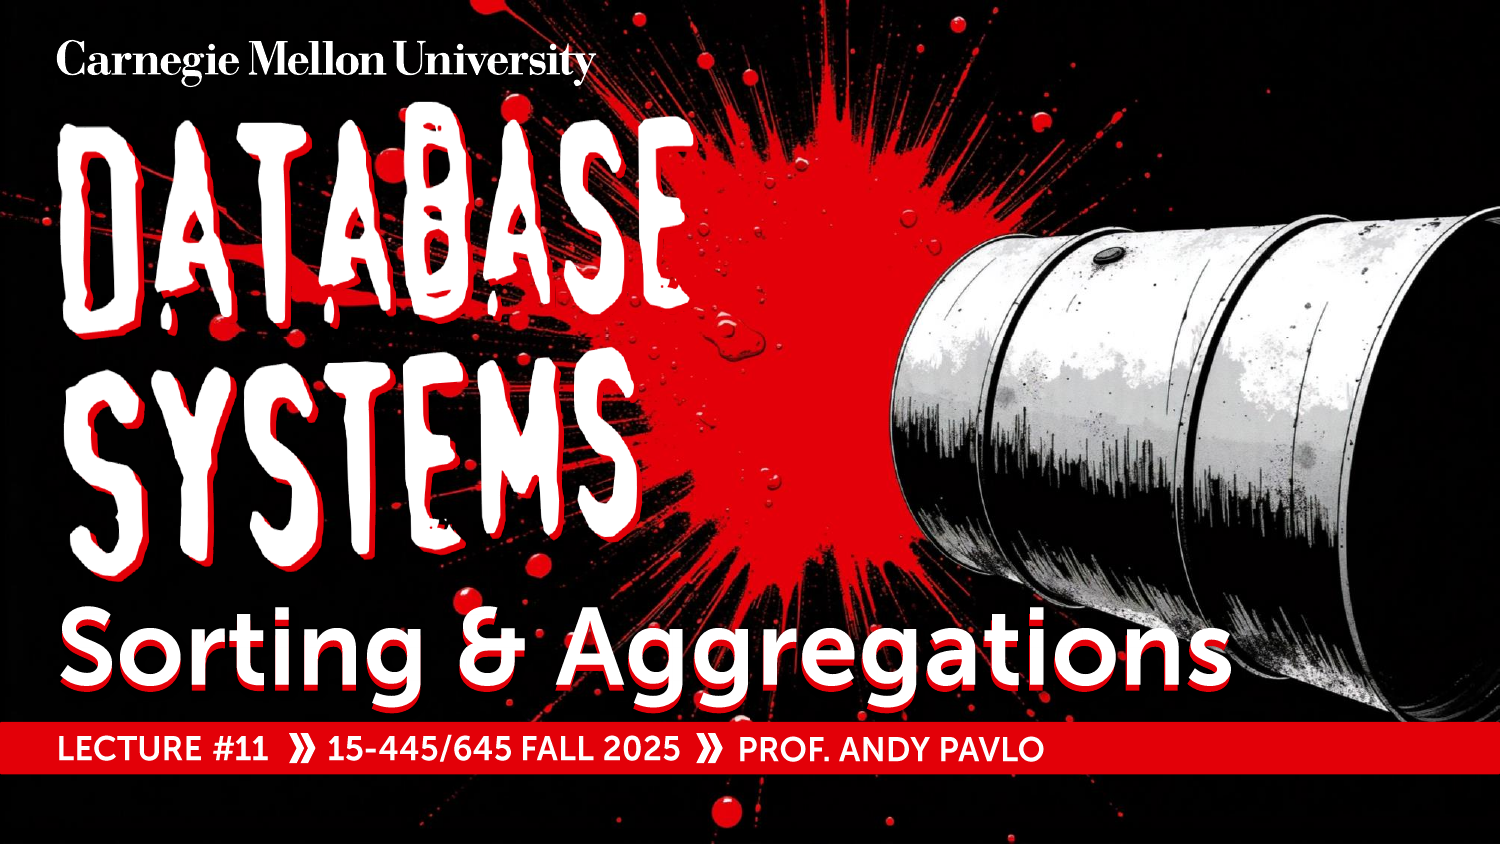 Carnegie Mellon University
DATABASE
SYSTEMS
Sorting & Aggregations
LECTURE #11 » 15-445/645 FALL 2025 » PROF. ANDY PAVLO